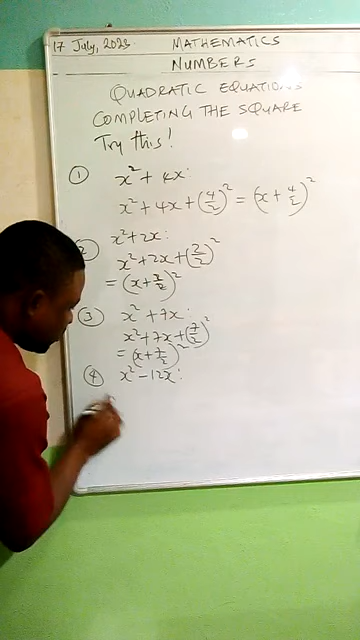 17 July, 2023. MATHEMATICS
NUMBERS
QUADRATIC EQUATIONS
COMPLETING THE SQUARE
Try this!
① x² + 4x:
x² + 4x + (4/2)² = (x + 4/2)²
2 x² + 2x:
x² + 2x + (2/2)²
= (x + 2/2)²
③ x² + 7x:
x² + 7x + (7/2)²
= (x + 7/2)²
④ x² - 12x: